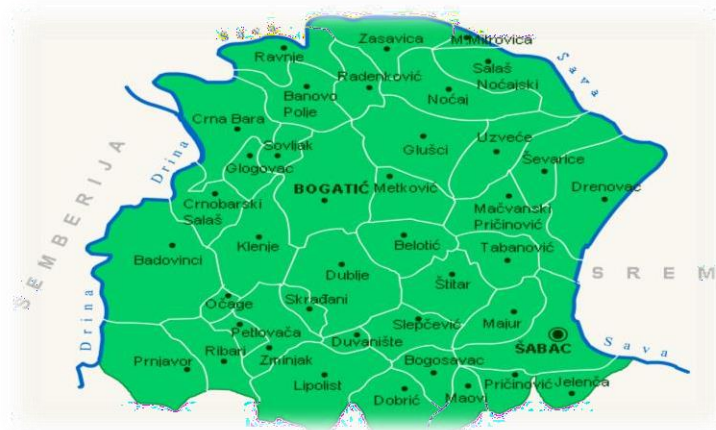 Zasavica
M.Mitrovica
Ravnje
Sava
Salaš
Noćajski
Radenković
Banovo
Polje
Noćaj
Crna Bara
Sovljak
Glušci
Uzveće
Ševarice
Glogovac
Drina
BOGATIĆ
Metković
Drenovac
Crnobarski
Salaš
Mačvanski
Pričinović
SEMBERIJA
Klenje
Belotić
Tabanović
Badovinci
Dublje
Štitar
SREM
Očage
Skrađani
Drina
Petlovača
Slepčević
Majur
Duvanište
ŠABAC
Sava
Prnjavor
Ribari
Zminjak
Bogosavac
Lipolist
Dobrić
Maovi
Pričinović
Jelenča